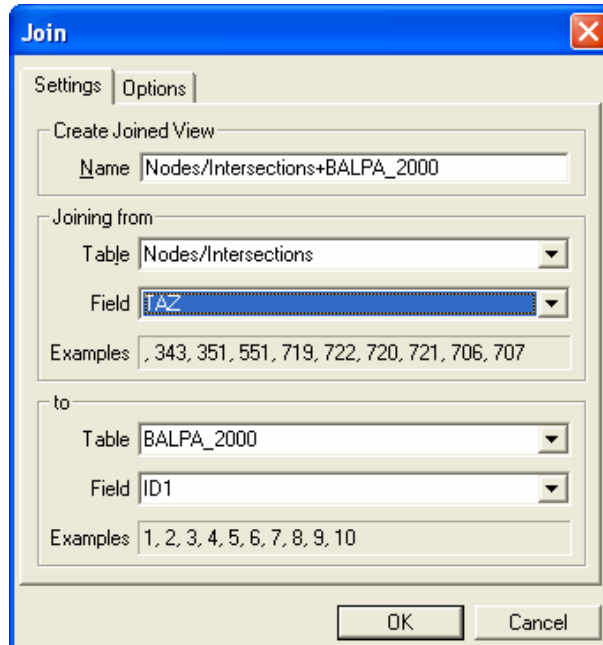 Join
Settings Options
Create Joined View
Name Nodes/Intersections+BALPA_2000
Joining from
Table Nodes/Intersections
Field TAZ
Examples , 343, 351, 551, 719, 722, 720, 721, 706, 707
to
Table BALPA_2000
Field ID1
Examples 1, 2, 3, 4, 5, 6, 7, 8, 9, 10
OK Cancel